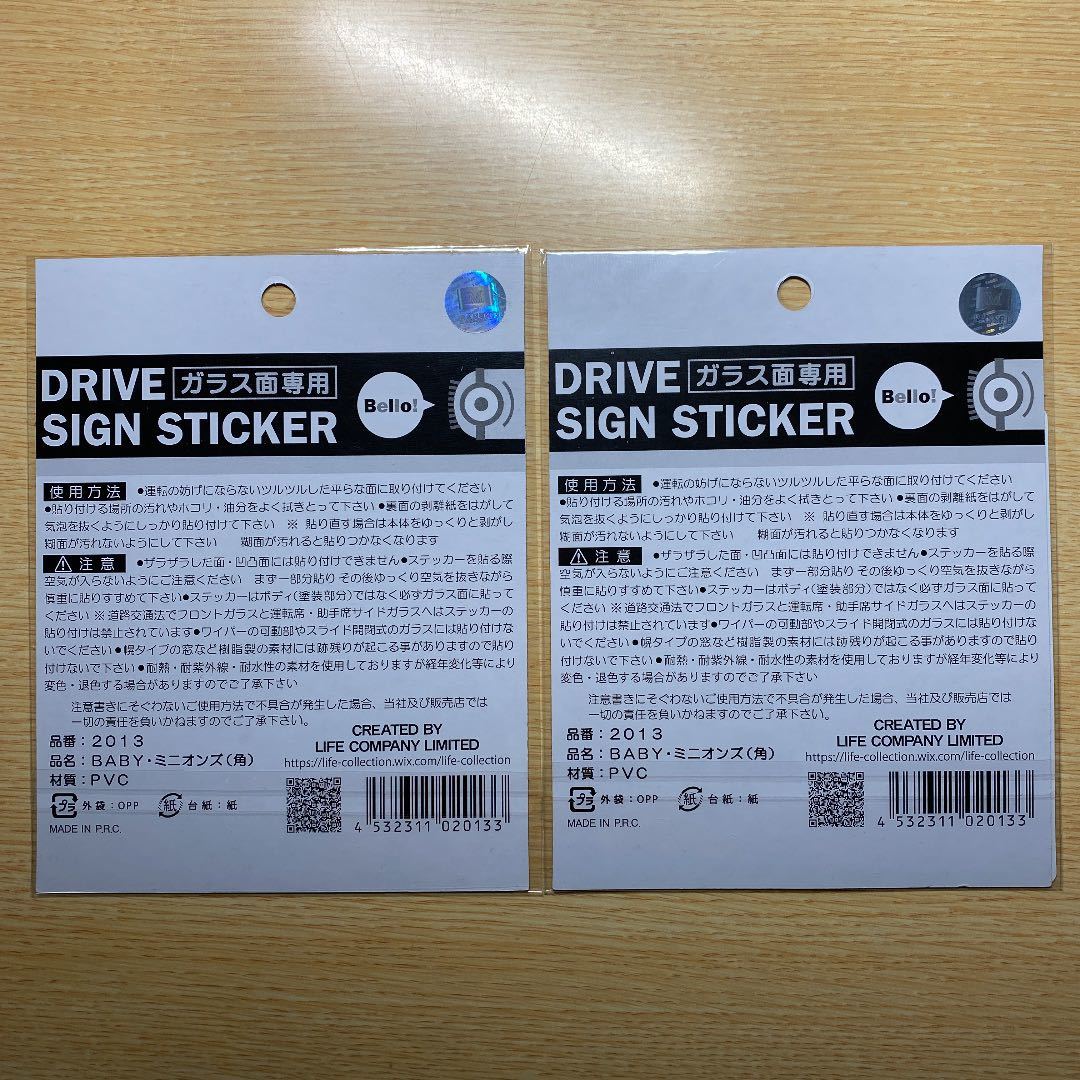 DRIVE ガラス面専用
SIGN STICKER
Bello!
使用方法 ●運転の妨げにならないツルツルした平らな面に取り付けてください
●貼り付ける場所の汚れやホコリ・油分をよく拭きとって下さい ●裏面の剥離紙をはがして
気泡を抜くようにしっかり貼り付けて下さい ※ 貼り直す場合は本体をゆっくりと剥がし
糊面が汚れないようにして下さい 糊面が汚れると貼りつかなくなります
注意 ●ザラザラした面・凹凸面には貼り付けできません●ステッカーを貼る際
空気が入らないようにご注意ください まず一部分貼り その後ゆっくり空気を抜きながら
慎重に貼りすすめて下さい●ステッカーはボディ(塗装部分)ではなく必ずガラス面に貼って
ください ※道路交通法でフロントガラスと運転席・助手席サイドガラスへはステッカーの
貼り付けは禁止されています●ワイパーの可動部やスライド開閉式のガラスには貼り付けな
いでください●幌タイプの窓など樹脂製の素材には跡残りが起こる事がありますので貼り
付けないで下さい●耐熱・耐紫外線・耐水性の素材を使用しておりますが経年変化等により
変色・退色する場合がありますのでご了承下さい
注意書きにそぐわないご使用方法で不具合が発生した場合、当社及び販売店では
一切の責任を負いかねますのでご了承下さい。
品番：2013
品名：BABY・ミニオンズ(角)
材質：PVC
CREATED BY
LIFE COMPANY LIMITED
https://life-collection.wix.com/life-collection
プラ 外袋：OPP 紙 台紙：紙
MADE IN P.R.C.
4 532311 020133
DRIVE ガラス面専用
SIGN STICKER
Bello!
使用方法 ●運転の妨げにならないツルツルした平らな面に取り付けてください
●貼り付ける場所の汚れやホコリ・油分をよく拭きとって下さい ●裏面の剥離紙をはがして
気泡を抜くようにしっかり貼り付けて下さい ※ 貼り直す場合は本体をゆっくりと剥がし
糊面が汚れないようにして下さい 糊面が汚れると貼りつかなくなります
注意 ●ザラザラした面・凹凸面には貼り付けできません●ステッカーを貼る際
空気が入らないようにご注意ください まず一部分貼り その後ゆっくり空気を抜きながら
慎重に貼りすすめて下さい●ステッカーはボディ(塗装部分)ではなく必ずガラス面に貼って
ください ※道路交通法でフロントガラスと運転席・助手席サイドガラスへはステッカーの
貼り付けは禁止されています●ワイパーの可動部やスライド開閉式のガラスには貼り付けな
いでください●幌タイプの窓など樹脂製の素材には跡残りが起こる事がありますので貼り
付けないで下さい●耐熱・耐紫外線・耐水性の素材を使用しておりますが経年変化等により
変色・退色する場合がありますのでご了承下さい
注意書きにそぐわないご使用方法で不具合が発生した場合、当社及び販売店では
一切の責任を負いかねますのでご了承下さい。
品番：2013
品名：BABY・ミニオンズ(角)
材質：PVC
CREATED BY
LIFE COMPANY LIMITED
https://life-collection.wix.com/life-collection
プラ 外袋：OPP 紙 台紙：紙
MADE IN P.R.C.
4 532311 020133